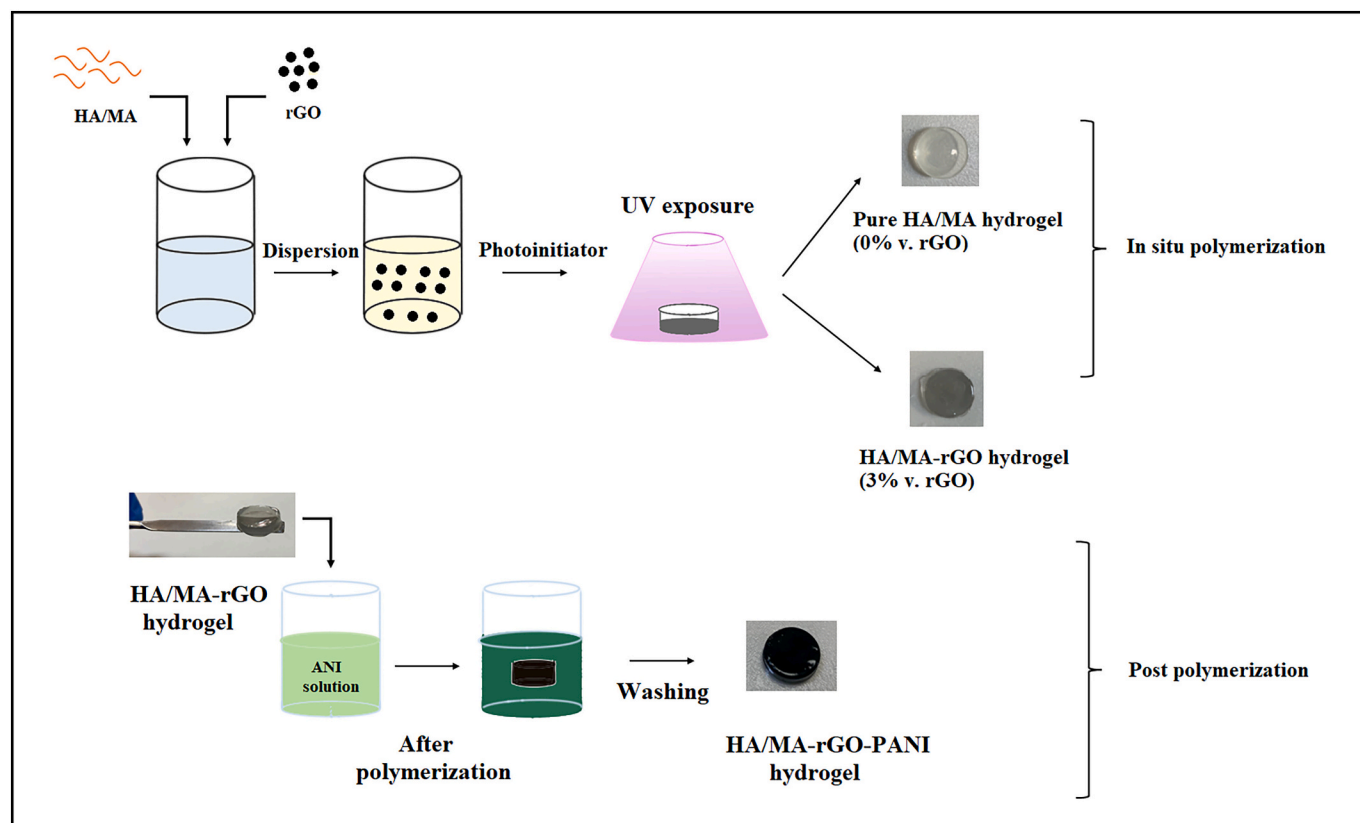 HA/MA
rGO
Dispersion
Photoinitiator
UV exposure
Pure HA/MA hydrogel
(0% v. rGO)
In situ polymerization
HA/MA-rGO hydrogel
(3% v. rGO)
HA/MA-rGO
hydrogel
ANI
solution
After
polymerization
Washing
HA/MA-rGO-PANI
hydrogel
Post polymerization